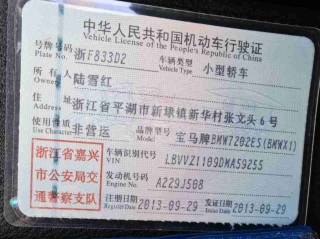 中华人民共和国机动车行驶证
Vehicle License of the People's Republic of China
号牌号码 浙F833D2 车辆类型 小型轿车
Plate No. Vehicle Type
所有人 陆雪红
住址 浙江省平湖市新埭镇新华村张文头6号
使用性质 非营运 品牌型号 宝马牌BMW7202ES(BMWX1)
Use Character Model
浙江省嘉兴市公安局交通警察支队
车辆识别代号 LBVVZ1109DMA59255
VIN
发动机号码 A229J508
Engine No.
注册日期 2013-09-29 发证日期 2013-09-29
Register Date Issue Date